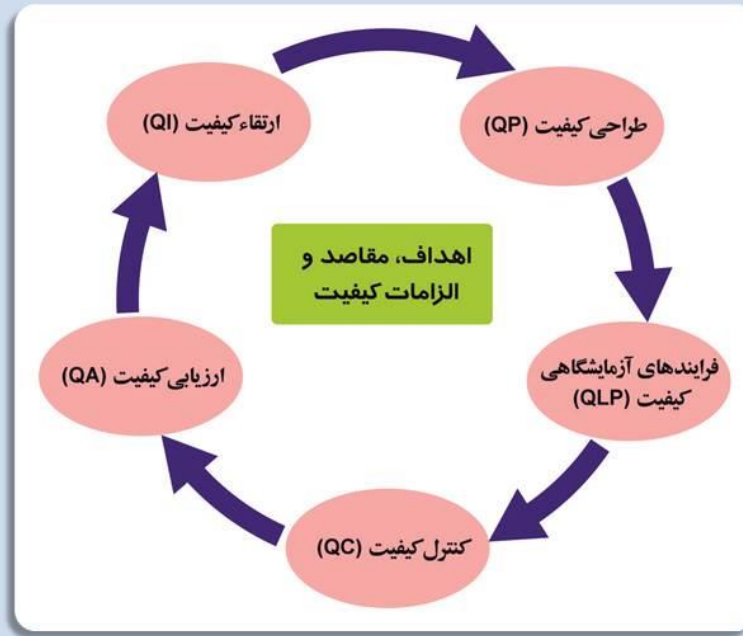 ارتقاء کیفیت (QI)
طراحی کیفیت (QP)
اهداف، مقاصد و
الزامات کیفیت
فرایندهای آزمایشگاهی
کیفیت (QLP)
ارزیابی کیفیت (QA)
کنترل کیفیت (QC)